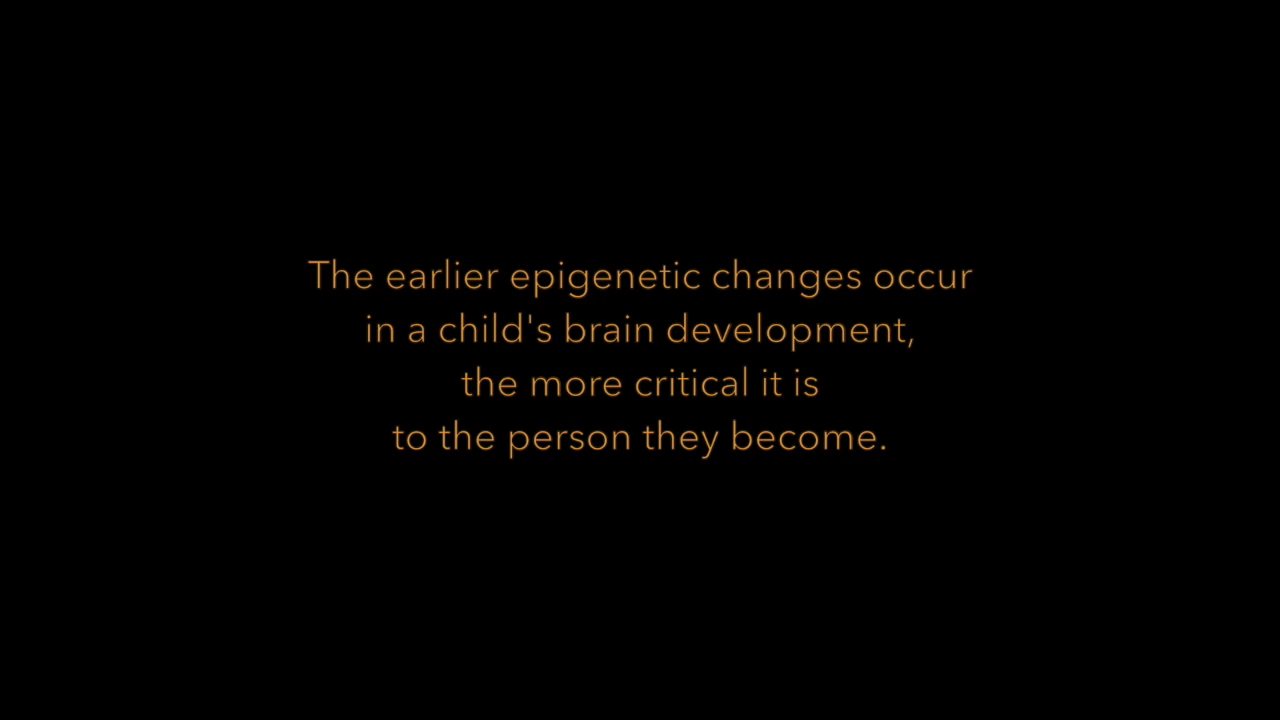 The earlier epigenetic changes occur
in a child's brain development,
the more critical it is
to the person they become.